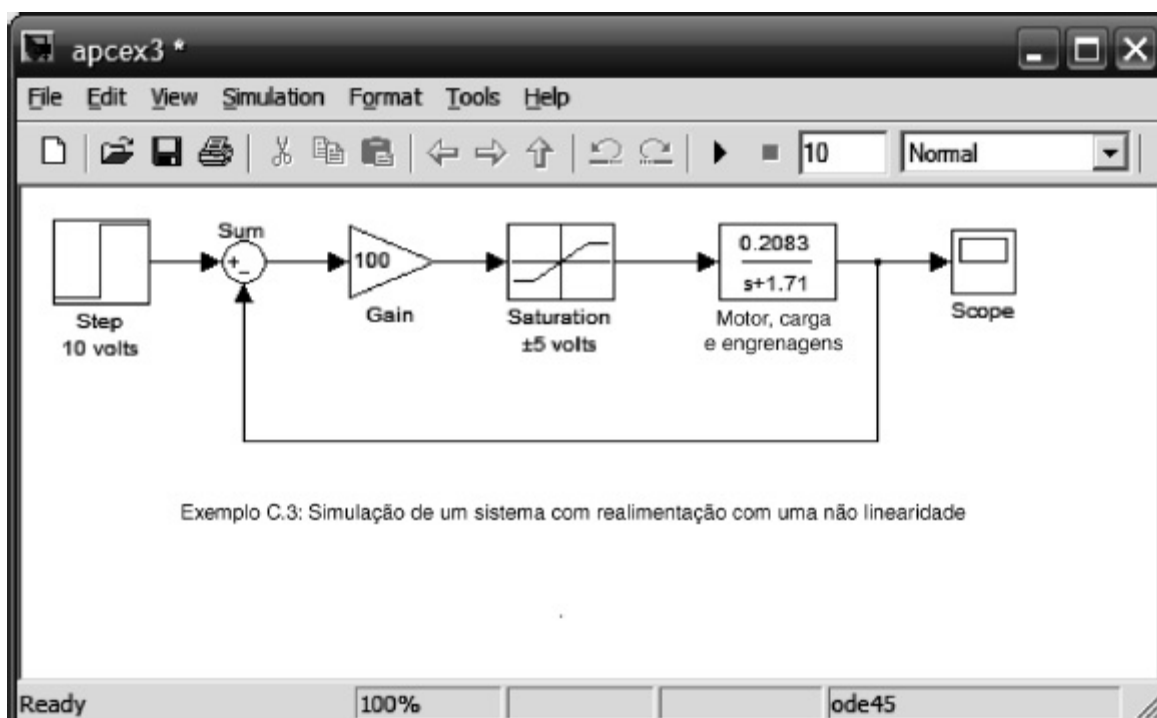 apcex3 *
File Edit View Simulation Format Tools Help
10 Normal
Sum
+
-
100
0.2083
s+1.71
Step
10 volts
Gain
Saturation
±5 volts
Motor, carga
e engrenagens
Scope
Exemplo C.3: Simulação de um sistema com realimentação com uma não linearidade
Ready 100% ode45